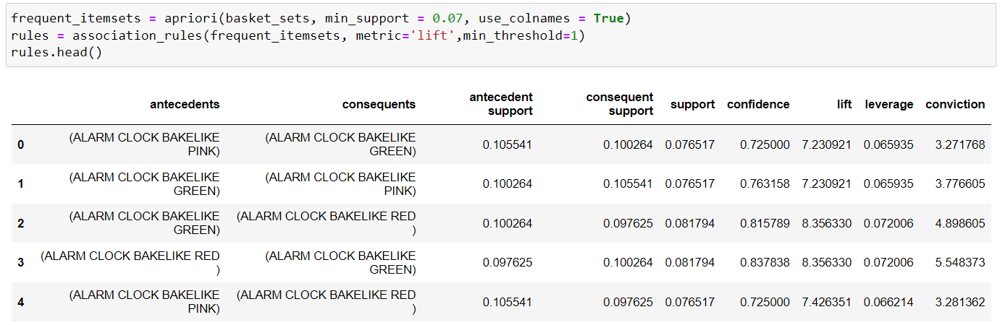 frequent_itemsets = apriori(basket_sets, min_support = 0.07, use_colnames = True)
rules = association_rules(frequent_itemsets, metric='lift',min_threshold=1)
rules.head()
antecedents consequents antecedent support consequent support support confidence lift leverage conviction
0 (ALARM CLOCK BAKELIKE PINK) (ALARM CLOCK BAKELIKE GREEN) 0.105541 0.100264 0.076517 0.725000 7.230921 0.065935 3.271768
1 (ALARM CLOCK BAKELIKE GREEN) (ALARM CLOCK BAKELIKE PINK) 0.100264 0.105541 0.076517 0.763158 7.230921 0.065935 3.776605
2 (ALARM CLOCK BAKELIKE GREEN) (ALARM CLOCK BAKELIKE RED ) 0.100264 0.097625 0.081794 0.815789 8.356330 0.072006 4.898605
3 (ALARM CLOCK BAKELIKE RED ) (ALARM CLOCK BAKELIKE GREEN) 0.097625 0.100264 0.081794 0.837838 8.356330 0.072006 5.548373
4 (ALARM CLOCK BAKELIKE PINK) (ALARM CLOCK BAKELIKE RED ) 0.105541 0.097625 0.076517 0.725000 7.426351 0.066214 3.281362